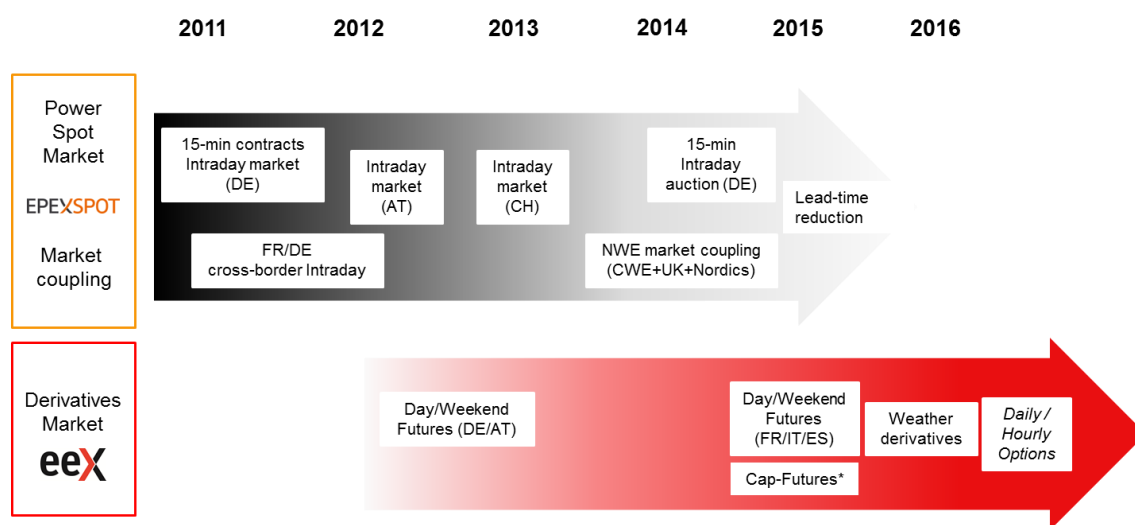 2011 2012 2013 2014 2015 2016
Power
Spot
Market
EPEXSPOT
Market
coupling
15-min contracts
Intraday market
(DE)
Intraday
market
(AT)
Intraday
market
(CH)
15-min
Intraday
auction (DE)
Lead-time
reduction
FR/DE
cross-border Intraday
NWE market coupling
(CWE+UK+Nordics)
Derivatives
Market
eex
Day/Weekend
Futures (DE/AT)
Day/Weekend
Futures
(FR/IT/ES)
Cap-Futures*
Weather
derivatives
Daily /
Hourly
Options